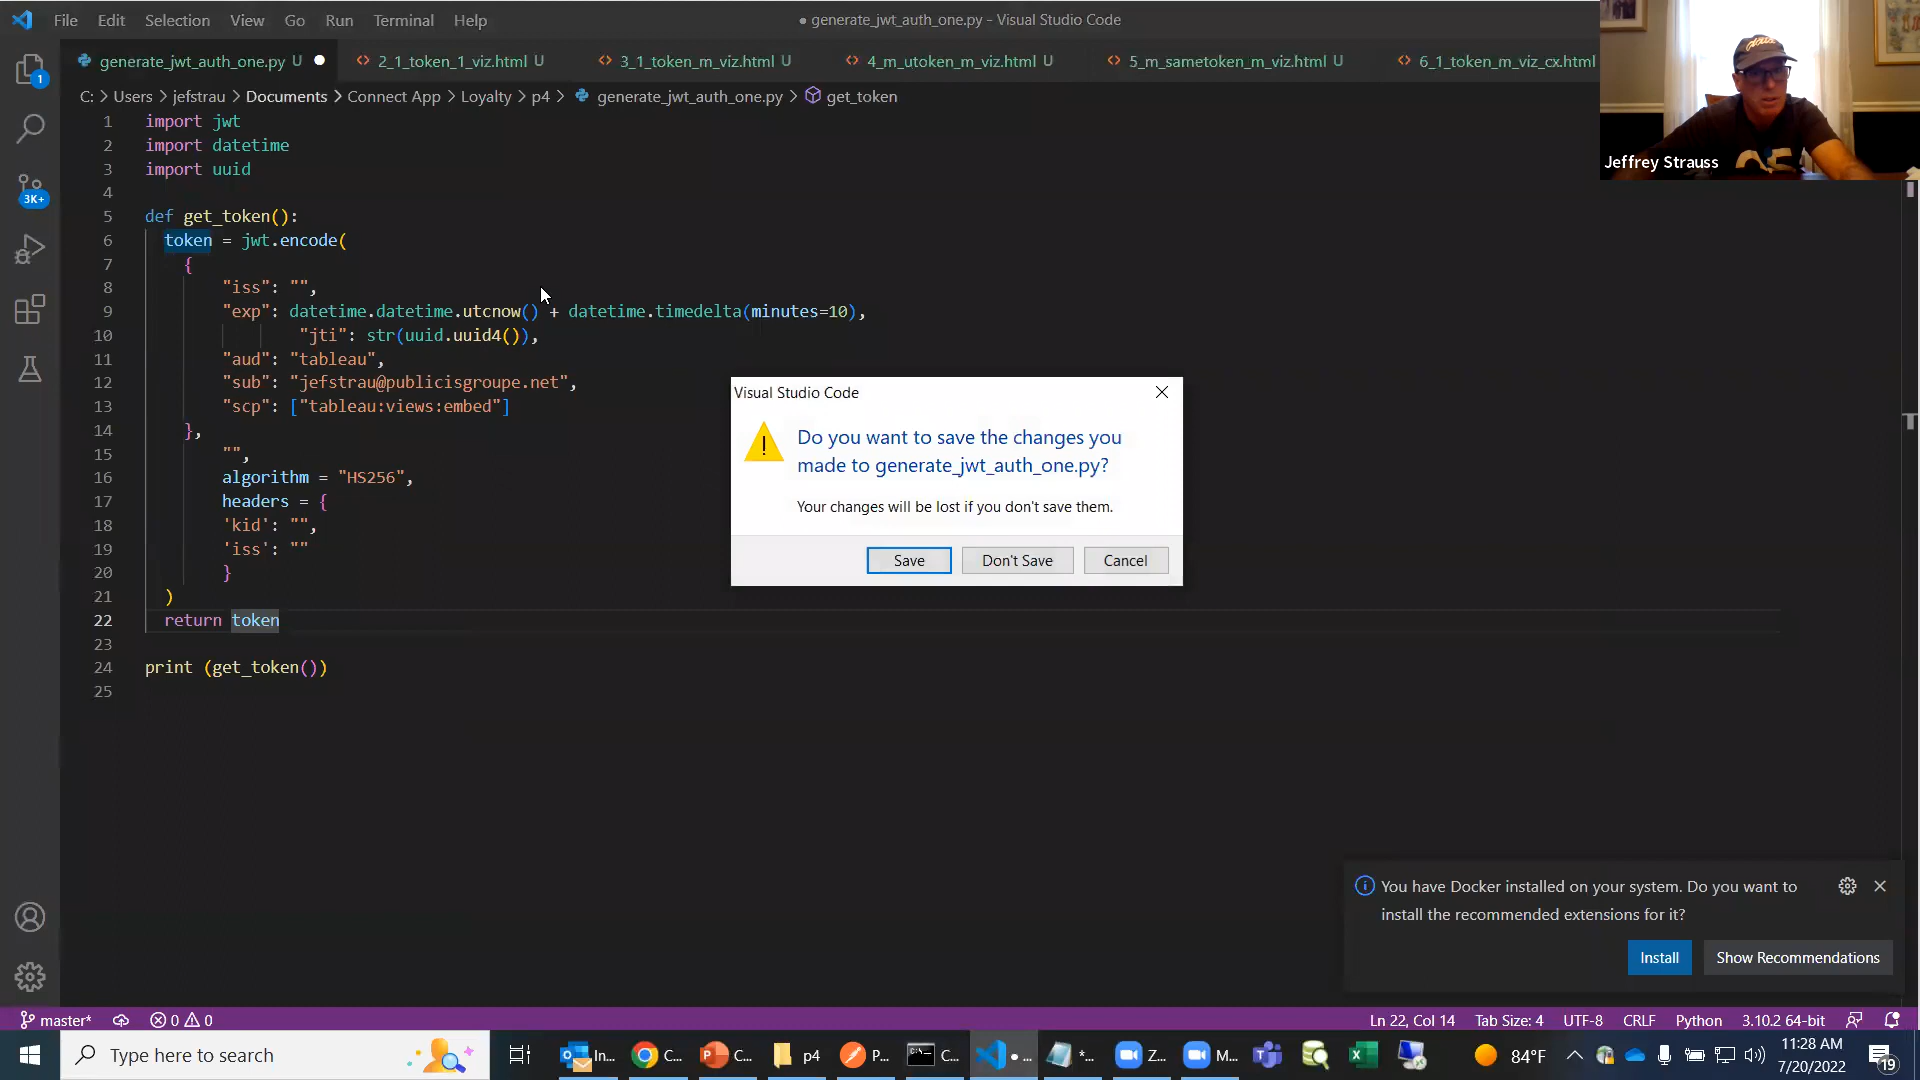 File Edit Selection View Go Run Terminal Help
● generate_jwt_auth_one.py - Visual Studio Code
generate_jwt_auth_one.py U ● 2_1_token_1_viz.html U 3_1_token_m_viz.html U 4_m_utoken_m_viz.html U 5_m_sametoken_m_viz.html U 6_1_token_m_viz_cx.html
C: > Users > jefstrau > Documents > Connect App > Loyalty > p4 > generate_jwt_auth_one.py > get_token
1
3K+
1 import jwt
2 import datetime
3 import uuid
4
5 def get_token():
6 token = jwt.encode(
7 {
8 "iss": "",
9 "exp": datetime.datetime.utcnow() + datetime.timedelta(minutes=10),
10 "jti": str(uuid.uuid4()),
11 "aud": "tableau",
12 "sub": "jefstrau@publicisgroupe.net",
13 "scp": ["tableau:views:embed"]
14 },
15 "",
16 algorithm = "HS256",
17 headers = {
18 'kid': "",
19 'iss': ""
20 }
21 )
22 return token
23
24 print (get_token())
25
Jeffrey Strauss
Visual Studio Code
Do you want to save the changes you
made to generate_jwt_auth_one.py?
Your changes will be lost if you don't save them.
Save Don't Save Cancel
You have Docker installed on your system. Do you want to
install the recommended extensions for it?
Install Show Recommendations
master* 0 0 Ln 22, Col 14 Tab Size: 4 UTF-8 CRLF Python 3.10.2 64-bit
Type here to search In... C... C... p4 P... C... ● ... *... Z... M... 84°F
11:28 AM
7/20/2022
19